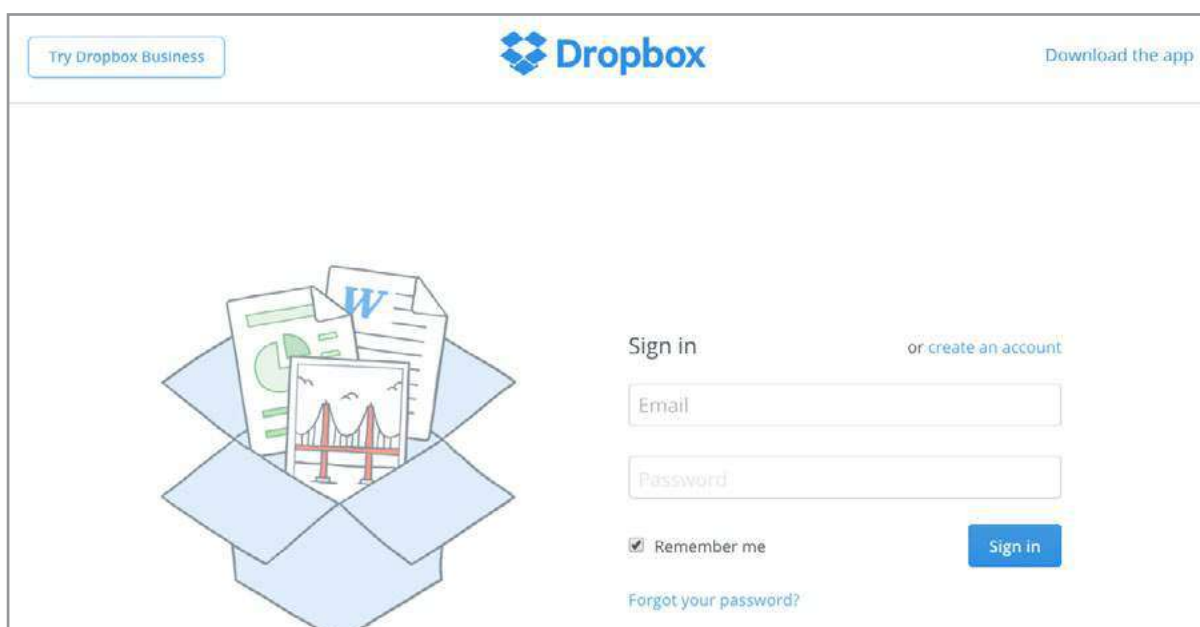 Try Dropbox Business
Dropbox
Download the app
W
Sign in
or create an account
Email
Password
Remember me
Sign in
Forgot your password?